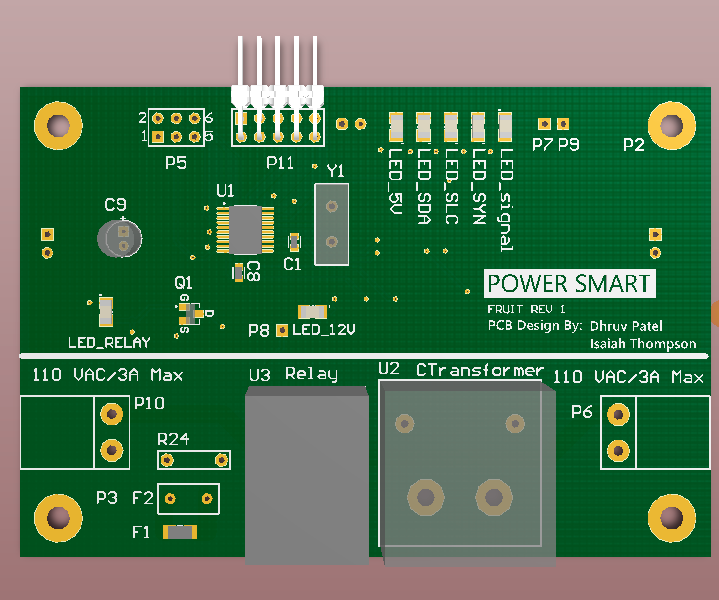 2 6
1 5
P5
P11
P7 P9
P2
Y1
LED_5V
LED_SDA
LED_SLC
LED_SYN
LED_signal
U1
C9
C1
C8
Q1
G
D
S
POWER SMART
FRUIT REV 1
PCB Design By: Dhruv Patel
Isaiah Thompson
P8
LED_12V
LED_RELAY
110 VAC/3A Max
U3 Relay
U2 CTransformer
110 VAC/3A Max
P10
P6
R24
P3 F2
F1